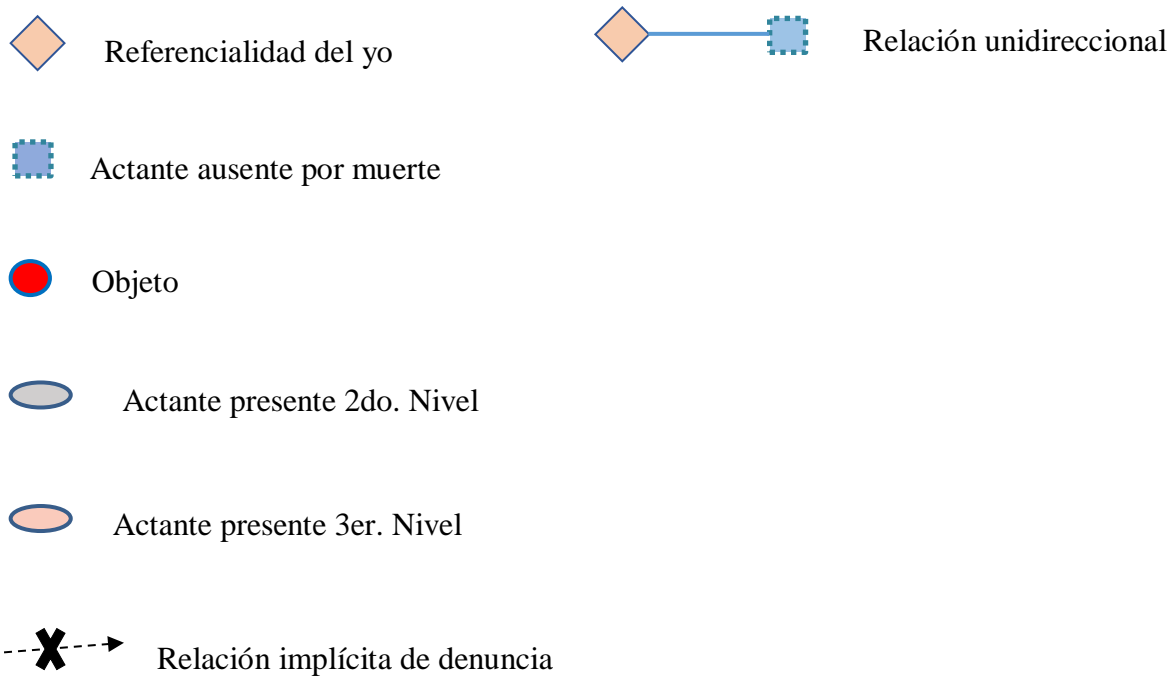 Referencialidad del yo
Relación unidireccional
Actante ausente por muerte
Objeto
Actante presente 2do. Nivel
Actante presente 3er. Nivel
Relación implícita de denuncia